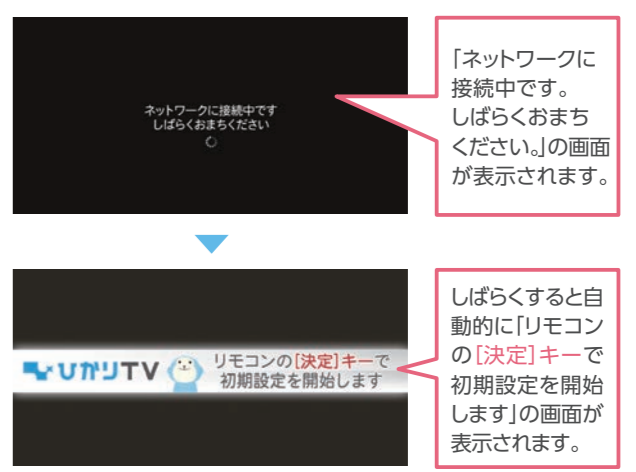 ネットワークに接続中です
しばらくおまちください
「ネットワークに
接続中です。
しばらくおまち
ください。」の画面
が表示されます。
ひかりTV
リモコンの[決定]キーで
初期設定を開始します
しばらくすると自
動的に「リモコン
の[決定]キーで
初期設定を開始
します」の画面が
表示されます。